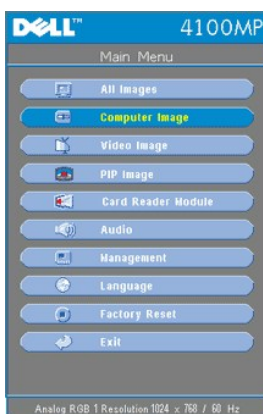 DELL™ 4100MP
Main Menu
All Images
Computer Image
Video Image
PIP Image
Card Reader Module
Audio
Management
Language
Factory Reset
Exit
Analog RGB 1 Resolution 1024 x 768 / 60 Hz